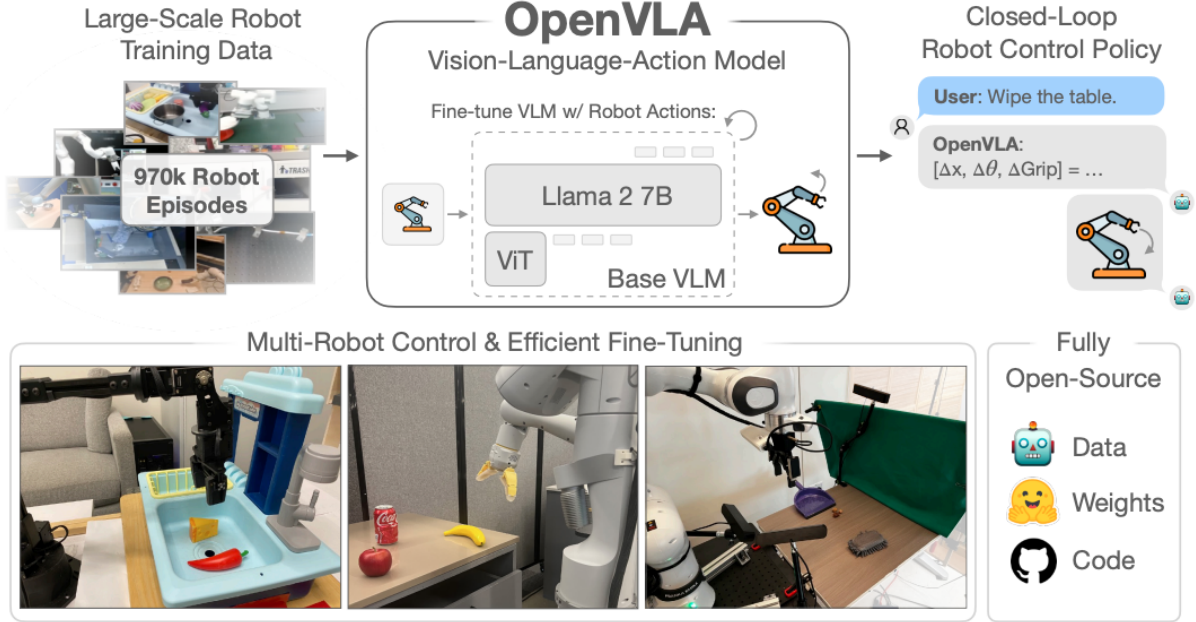 Large-Scale Robot
Training Data
970k Robot
Episodes
OpenVLA
Vision-Language-Action Model
Fine-tune VLM w/ Robot Actions:
Llama 2 7B
ViT
Base VLM
Closed-Loop
Robot Control Policy
User: Wipe the table.
OpenVLA:
[Δx, Δθ, ΔGrip] = ...
Multi-Robot Control & Efficient Fine-Tuning
Coca-Cola
Fully
Open-Source
Data
Weights
Code